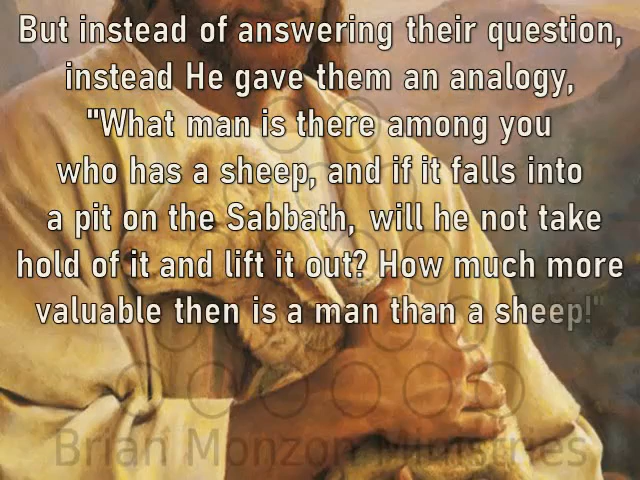 But instead of answering their question,
instead He gave them an analogy,
"What man is there among you
who has a sheep, and if it falls into
a pit on the Sabbath, will he not take
hold of it and lift it out? How much more
valuable then is a man than a sheep!"
Brian Monzon Ministries